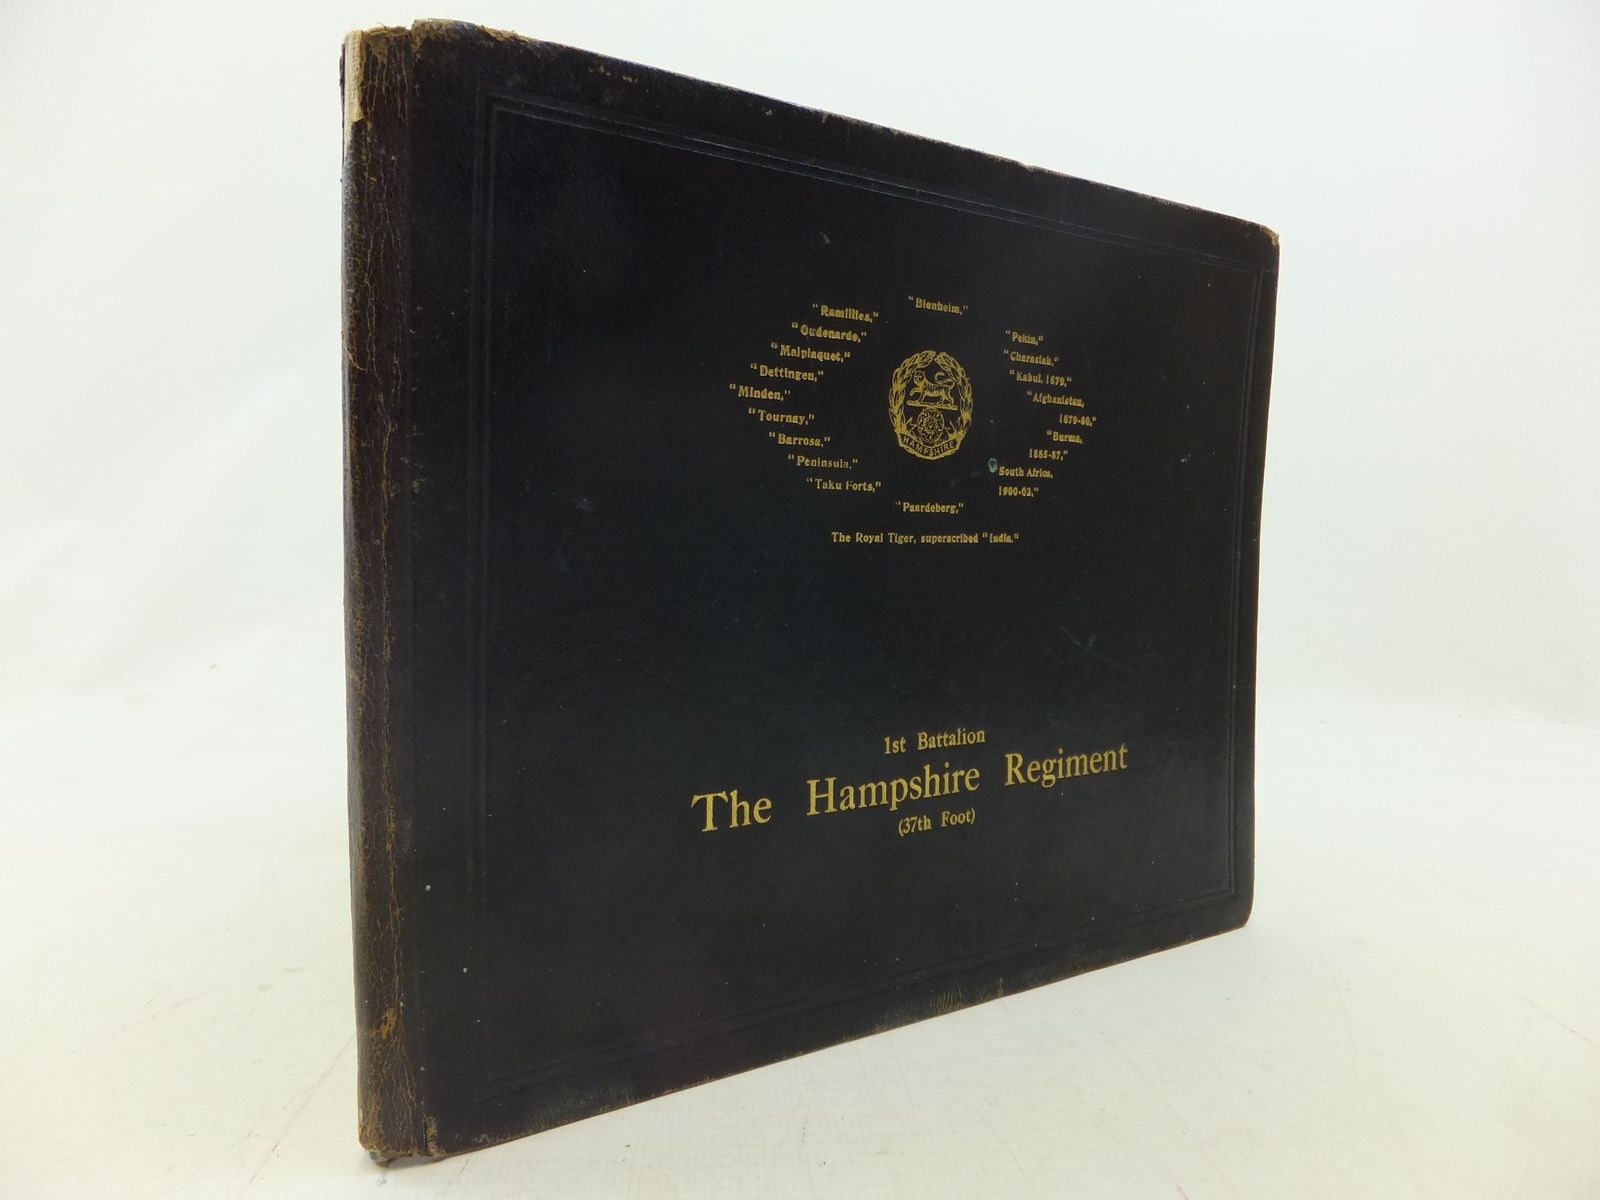 "Blenheim,"
"Ramillies,"
"Oudenarde,"
"Malplaquet,"
"Dettingen,"
"Minden,"
"Tournay,"
"Barrosa,"
"Peninsula,"
"Taku Forts,"
"Pekin,"
"Charasiah,"
"Kabul, 1879,"
"Afghanistan,
1879-80,"
"Burma,
1885-87,"
South Africa,
1900-02,"
"Paardeberg,"
HAMPSHIRE
The Royal Tiger, superscribed "India."
1st Battalion
The Hampshire Regiment
(37th Foot)